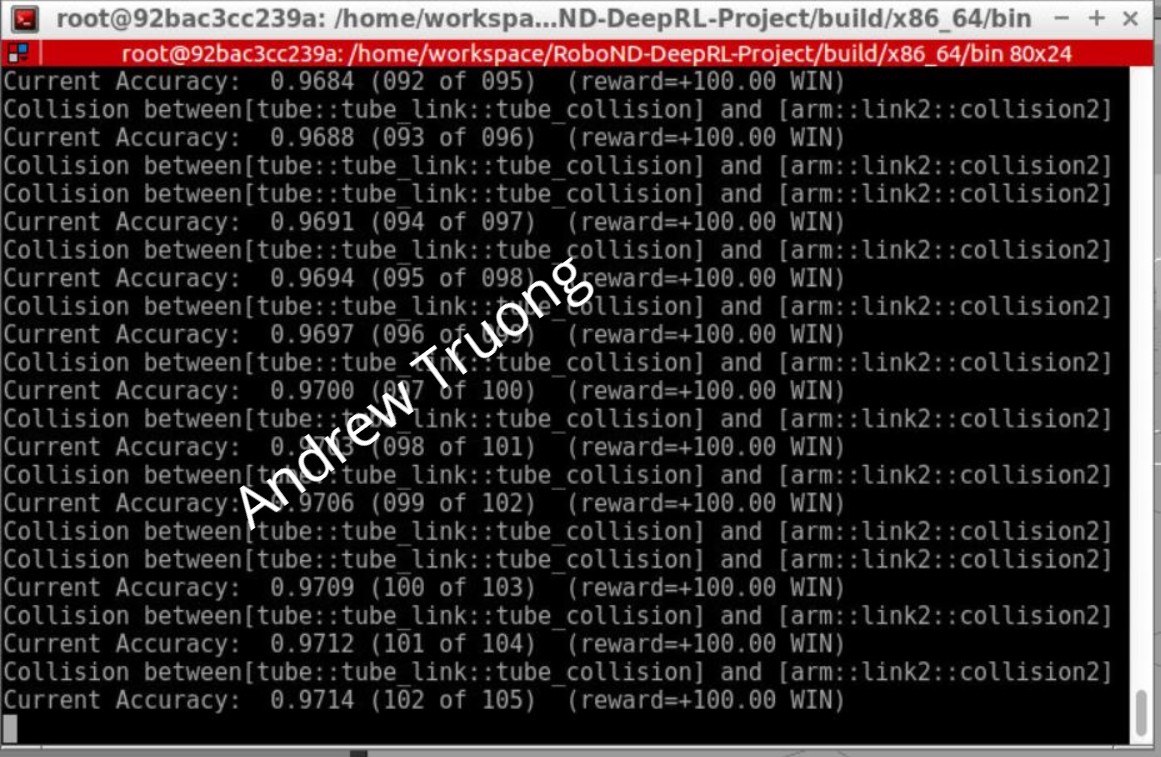 root@92bac3cc239a: /home/workspa...ND-DeepRL-Project/build/x86_64/bin
root@92bac3cc239a: /home/workspace/RoboND-DeepRL-Project/build/x86_64/bin 80x24
Current Accuracy:  0.9684 (092 of 095)  (reward=+100.00 WIN)
Collision between[tube::tube_link::tube_collision] and [arm::link2::collision2]
Current Accuracy:  0.9688 (093 of 096)  (reward=+100.00 WIN)
Collision between[tube::tube_link::tube_collision] and [arm::link2::collision2]
Collision between[tube::tube_link::tube_collision] and [arm::link2::collision2]
Current Accuracy:  0.9691 (094 of 097)  (reward=+100.00 WIN)
Collision between[tube::tube_link::tube_collision] and [arm::link2::collision2]
Current Accuracy:  0.9694 (095 of 098)  (reward=+100.00 WIN)
Collision between[tube::tube_link::tube_collision] and [arm::link2::collision2]
Current Accuracy:  0.9697 (096 of (reward=+100.00 WIN)
Collision between[tube::tube_link::tube_collision] and [arm::link2::collision2]
Current Accuracy:  0.9700 (097 of 100)  (reward=+100.00 WIN)
Collision between[tube::tube_link::tube_collision] and [arm::link2::collision2]
Current Accuracy:  (098 of 101)  (reward=+100.00 WIN)
Collision between[tube::tube_link::tube_collision] and [arm::link2::collision2]
Current Accuracy:  0.9706 (099 of 102)  (reward=+100.00 WIN)
Collision between[tube::tube_link::tube_collision] and [arm::link2::collision2]
Collision between[tube::tube_link::tube_collision] and [arm::link2::collision2]
Current Accuracy:  0.9709 (100 of 103)  (reward=+100.00 WIN)
Collision between[tube::tube_link::tube_collision] and [arm::link2::collision2]
Current Accuracy:  0.9712 (101 of 104)  (reward=+100.00 WIN)
Collision between[tube::tube_link::tube_collision] and [arm::link2::collision2]
Current Accuracy:  0.9714 (102 of 105)  (reward=+100.00 WIN)
Andrew Truong